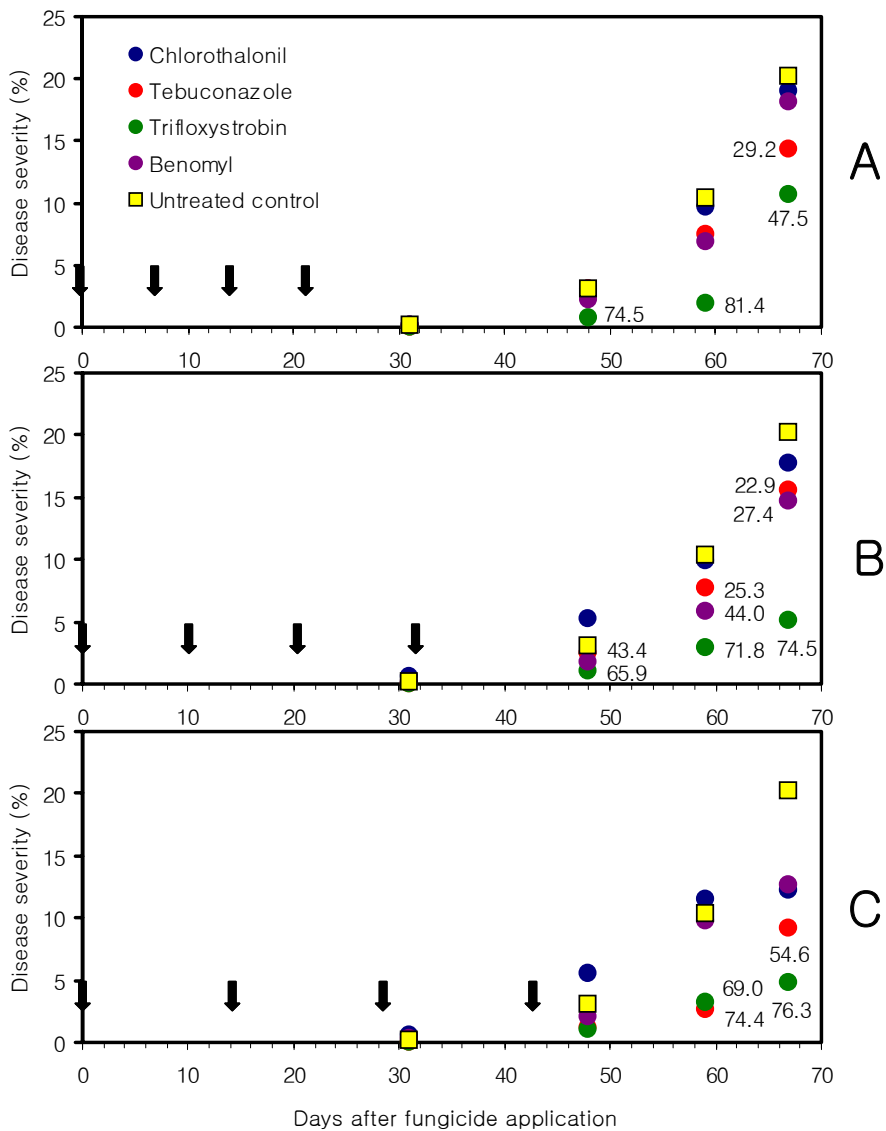 25
20
15
10
5
0
Disease severity (%)
Chlorothalonil
Tebuconazole
Trifloxystrobin
Benomyl
Untreated control
29.2
47.5
74.5
81.4
A
0 10 20 30 40 50 60 70
25
20
15
10
5
0
Disease severity (%)
22.9
27.4
25.3
44.0
43.4
71.8
74.5
65.9
B
0 10 20 30 40 50 60 70
25
20
15
10
5
0
Disease severity (%)
54.6
69.0
76.3
74.4
C
0 10 20 30 40 50 60 70
Days after fungicide application